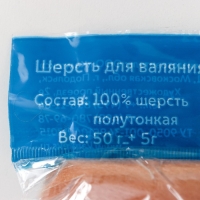 Шерсть для валяния
Состав: 100% шерсть
полутонкая
Вес: 50 г + 5г